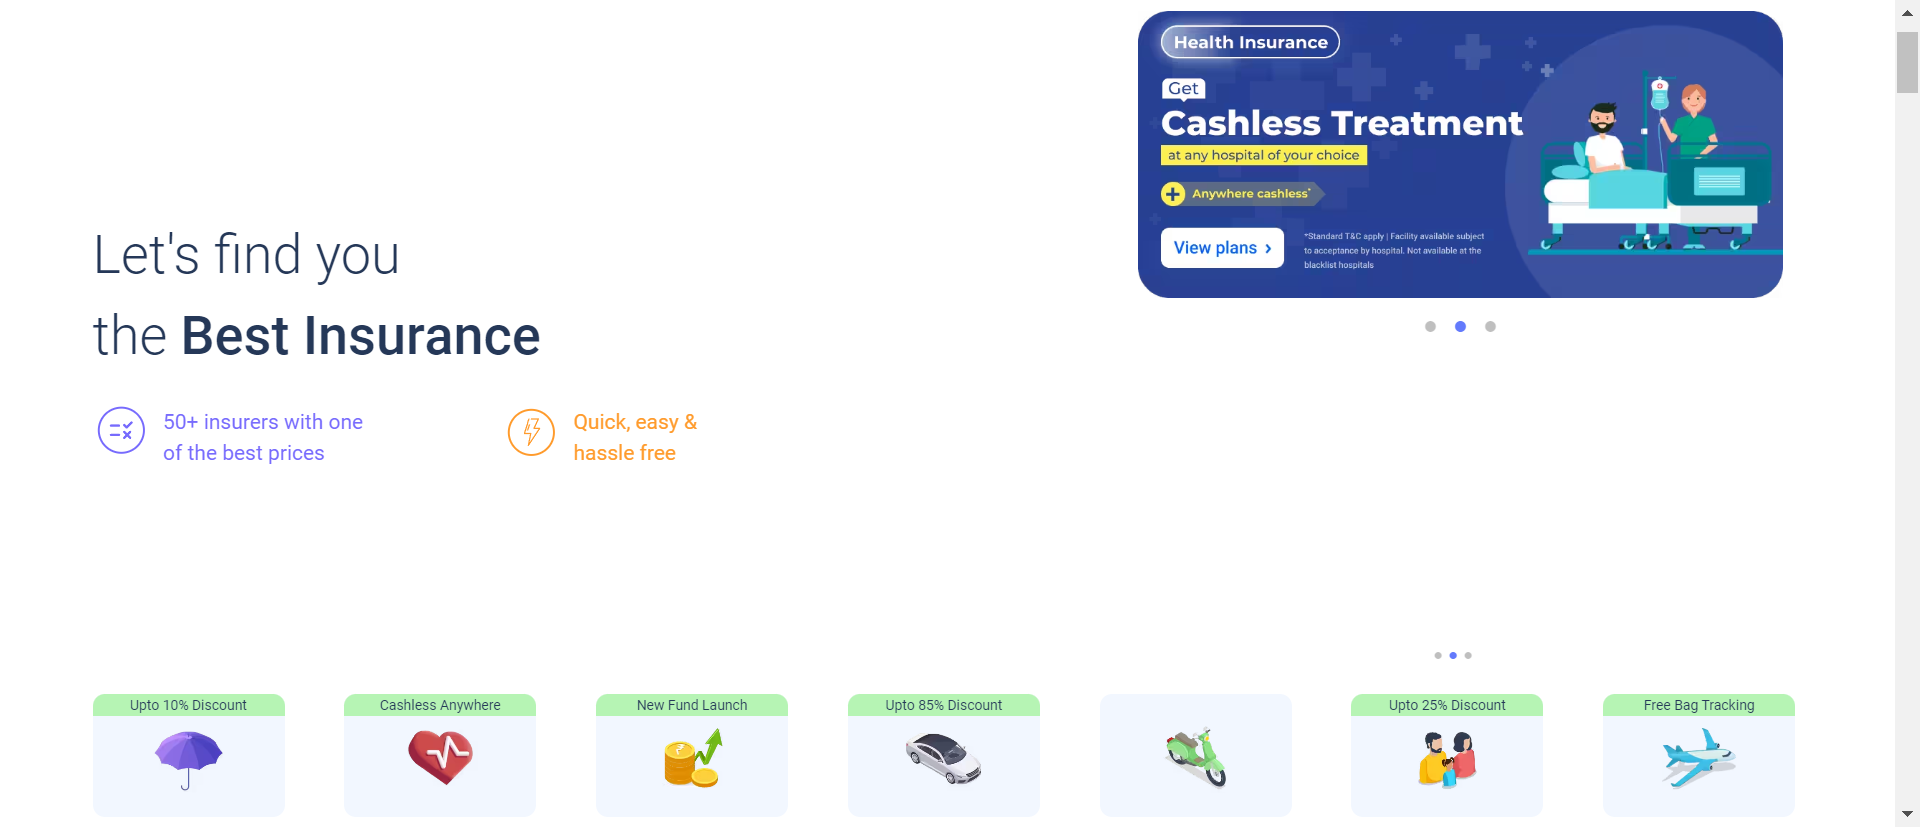 Health Insurance
Get
Cashless Treatment
at any hospital of your choice
Anywhere cashless*
View plans
*Standard T&C apply | Facility available subject
to acceptance by hospital. Not available at the
blacklist hospitals
Let's find you
the Best Insurance
50+ insurers with one
of the best prices
Quick, easy &
hassle free
Upto 10% Discount
Cashless Anywhere
New Fund Launch
Upto 85% Discount
Upto 25% Discount
Free Bag Tracking